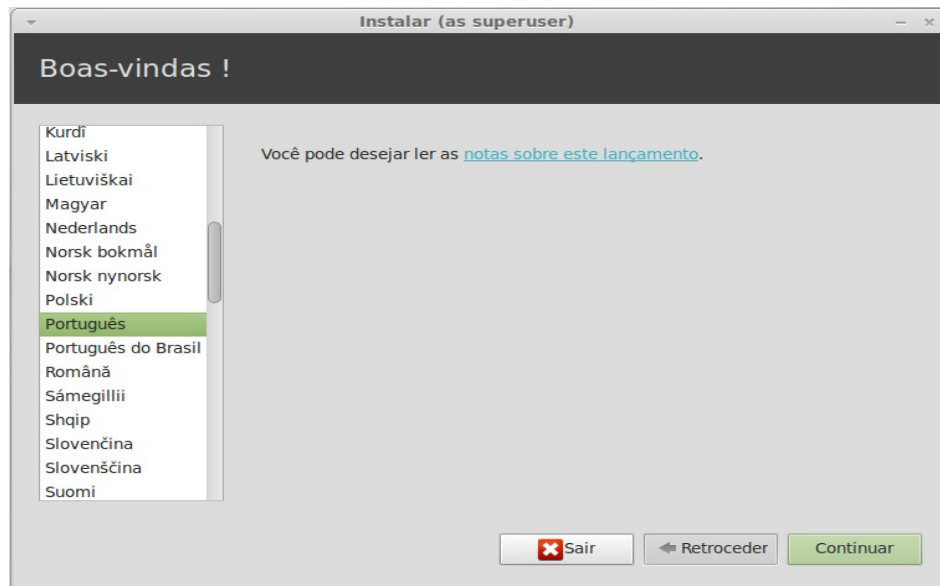 Instalar (as superuser)
Boas-vindas !
Kurdî
Latviski
Lietuviškai
Magyar
Nederlands
Norsk bokmål
Norsk nynorsk
Polski
Português
Português do Brasil
Română
Sámegillii
Shqip
Slovenčina
Slovenščina
Suomi
Você pode desejar ler as notas sobre este lançamento.
Sair
Retroceder
Continuar